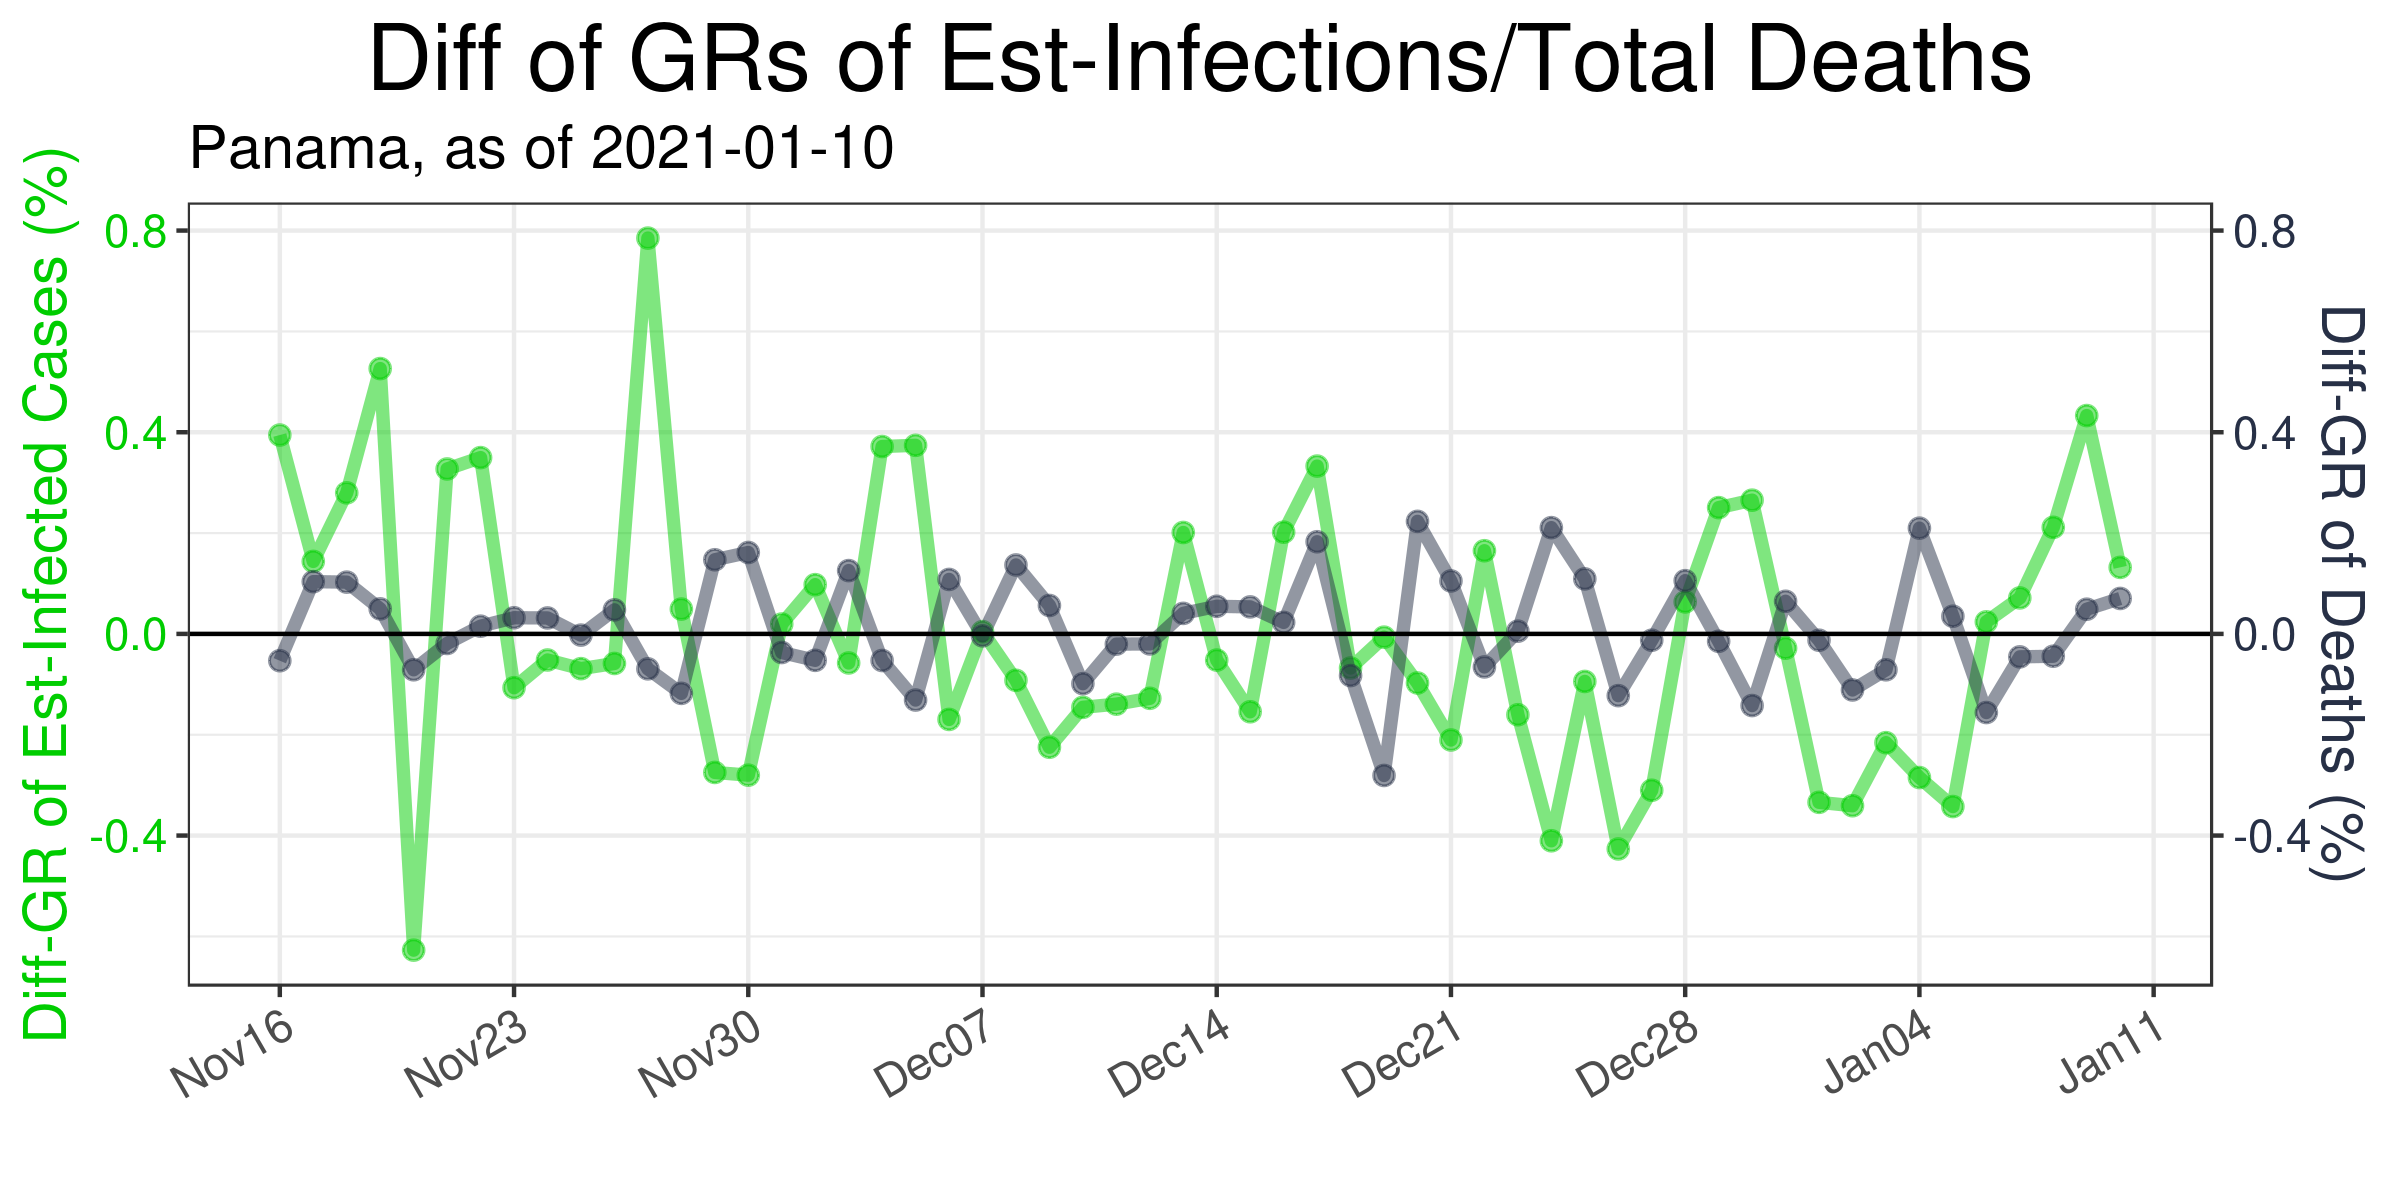 Diff of GRs of Est-Infections/Total Deaths
Panama, as of 2021-01-10
Diff-GR of Est-Infected Cases (%)
0.8
0.4
0.0
-0.4
0.8
0.4
0.0
-0.4
Diff-GR of Deaths (%)
Nov16
Nov23
Nov30
Dec07
Dec14
Dec21
Dec28
Jan04
Jan11